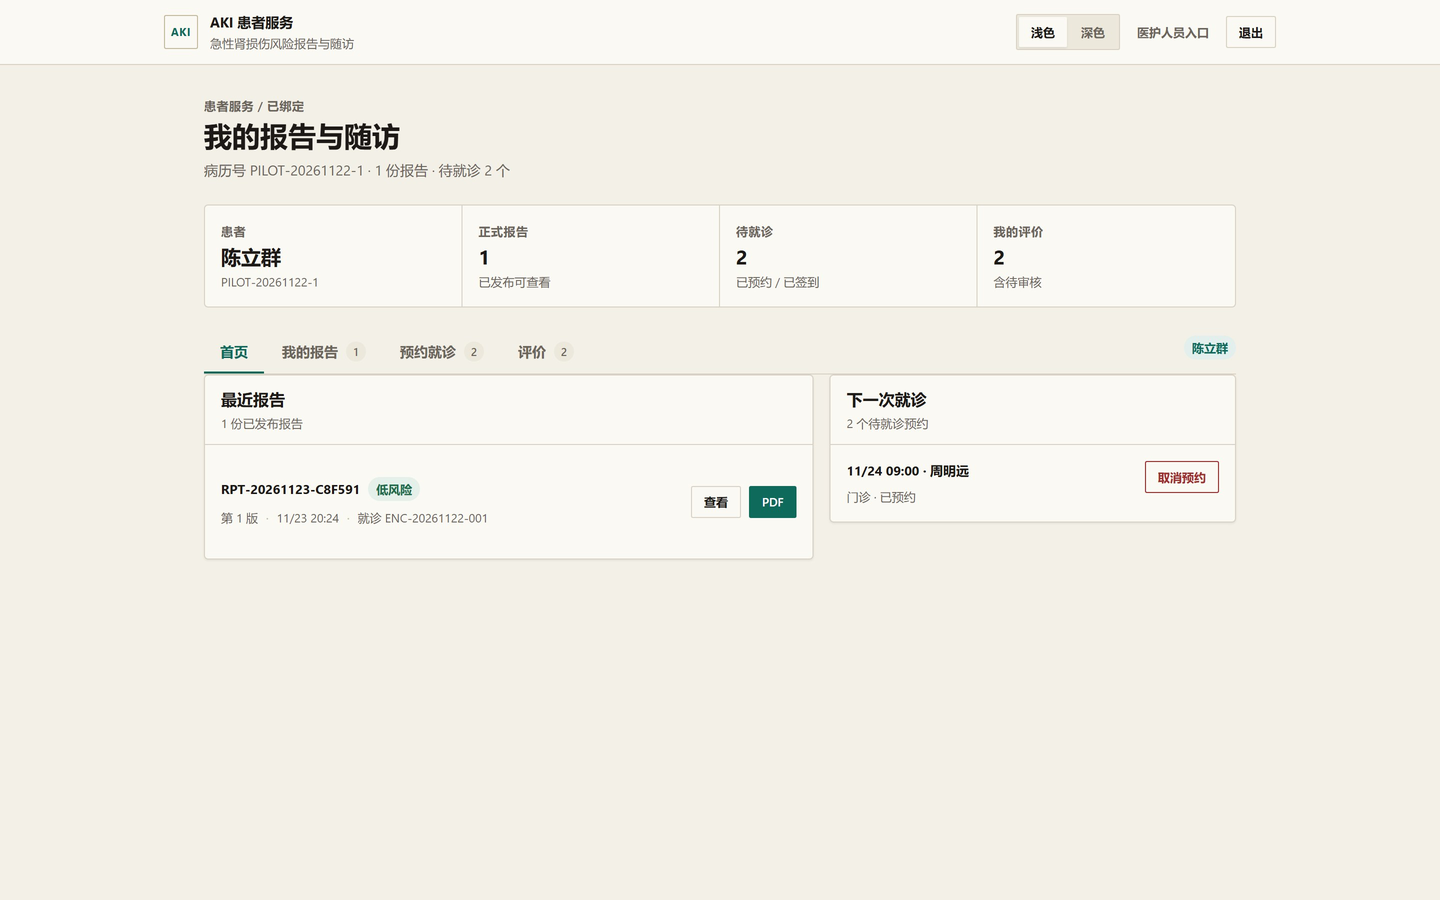 AKI
AKI 患者服务
急性肾损伤风险报告与随访
浅色 深色 医护人员入口 退出
患者服务 / 已绑定
我的报告与随访
病历号 PILOT-20261122-1 · 1 份报告 · 待就诊 2 个
患者
陈立群
PILOT-20261122-1
正式报告
1
已发布可查看
待就诊
2
已预约 / 已签到
我的评价
2
含待审核
首页 我的报告 1 预约就诊 2 评价 2 陈立群
最近报告
1 份已发布报告
RPT-20261123-C8F591 低风险
第 1 版 · 11/23 20:24 · 就诊 ENC-20261122-001
查看 PDF
下一次就诊
2 个待就诊预约
11/24 09:00 · 周明远
门诊 · 已预约
取消预约